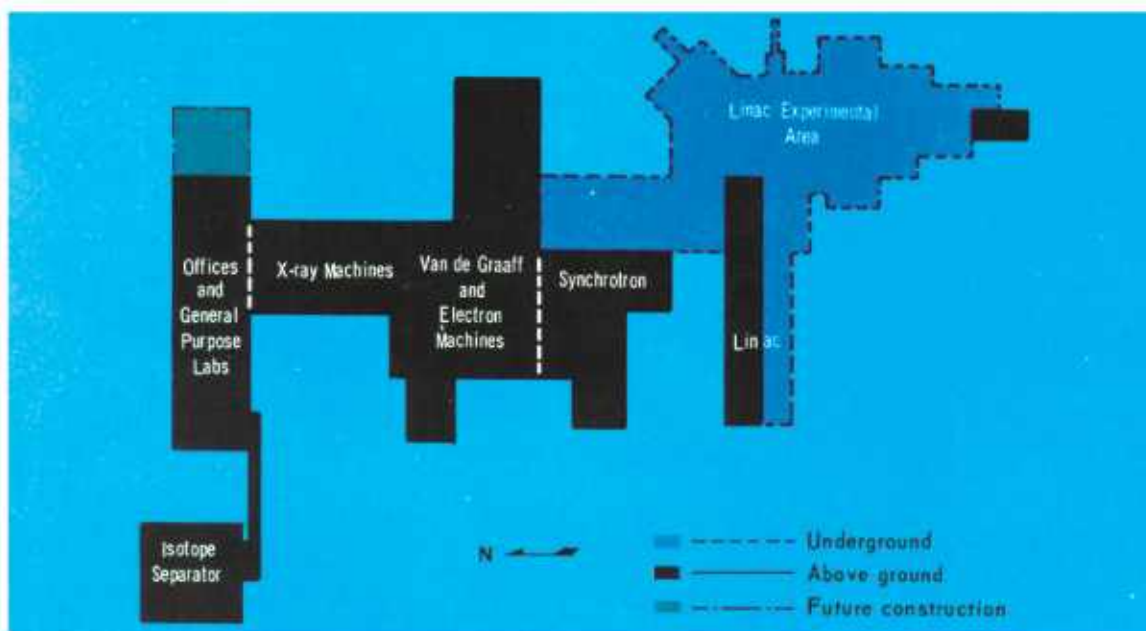 Linac Experimental
Area
Offices
and
General
Purpose
Labs
X-ray Machines
Van de Graaff
and
Electron
Machines
Synchrotron
Linac
Isotope
Separator
N
Underground
Above ground
Future construction